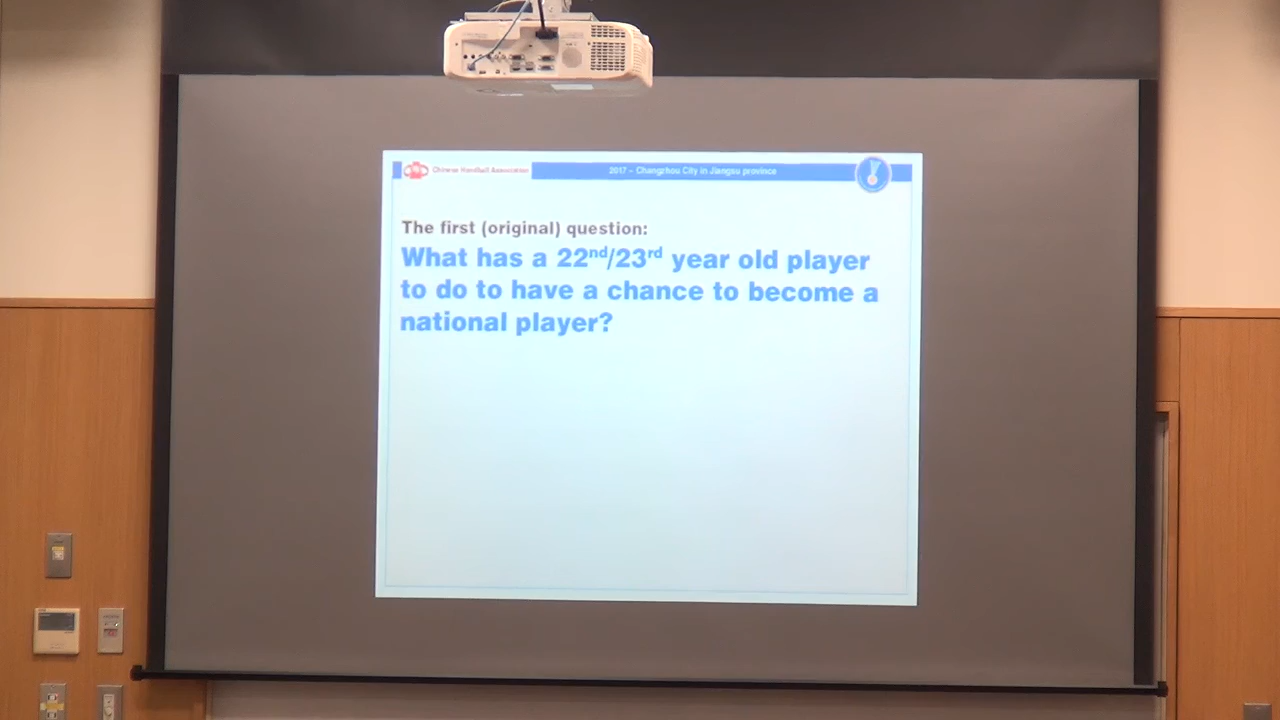 Chinese Handball Association
2017 – Changzhou City in Jiangsu province
The first (original) question:
What has a 22nd/23rd year old player
to do to have a chance to become a
national player?